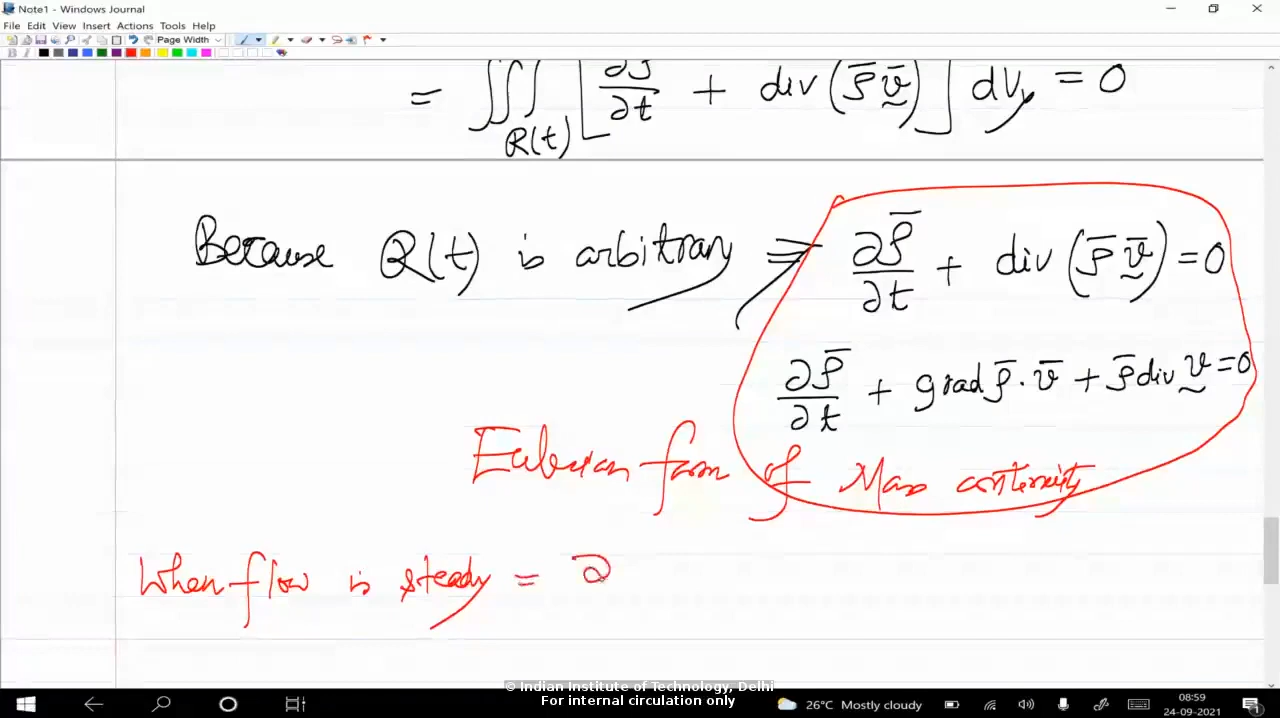 Note1 - Windows Journal
File Edit View Insert Actions Tools Help
Page Width
= ∭R(t) [∂ρ̄/∂t + div (ρ̄ v̄)] dVy = 0
Because R(t) is arbitrary ⇒ ∂ρ̄/∂t + div (ρ̄ v̄) = 0
∂ρ̄/∂t + grad ρ̄ · v̄ + ρ̄ div v = 0
Eulerian form of Mass continuity
When flow is steady = ∂
© Indian Institute of Technology, Delhi
For internal circulation only
26°C Mostly cloudy
08:59
24-09-2021
1